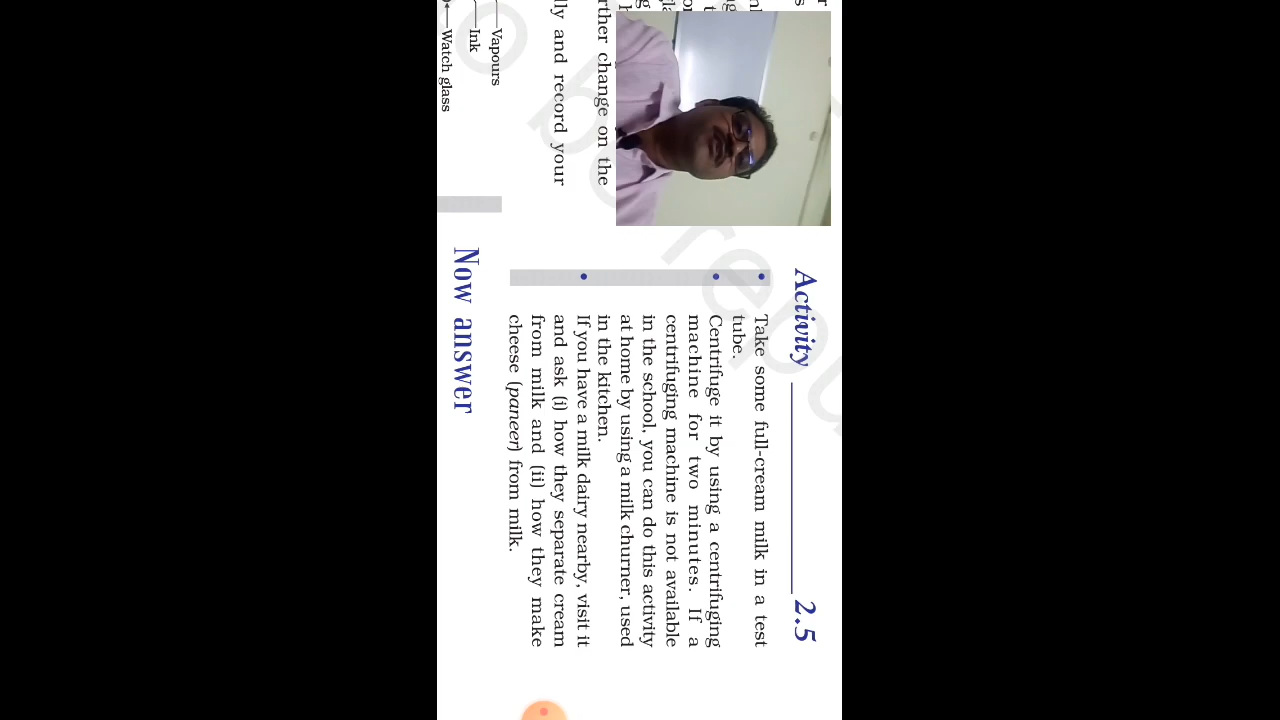 rther change on the
lly and record your
Vapours
Ink
Watch glass
Activity 2.5
• Take some full-cream milk in a test
tube.
• Centrifuge it by using a centrifuging
machine for two minutes. If a
centrifuging machine is not available
in the school, you can do this activity
at home by using a milk churner, used
in the kitchen.
• If you have a milk dairy nearby, visit it
and ask (i) how they separate cream
from milk and (ii) how they make
cheese (paneer) from milk.
Now answer